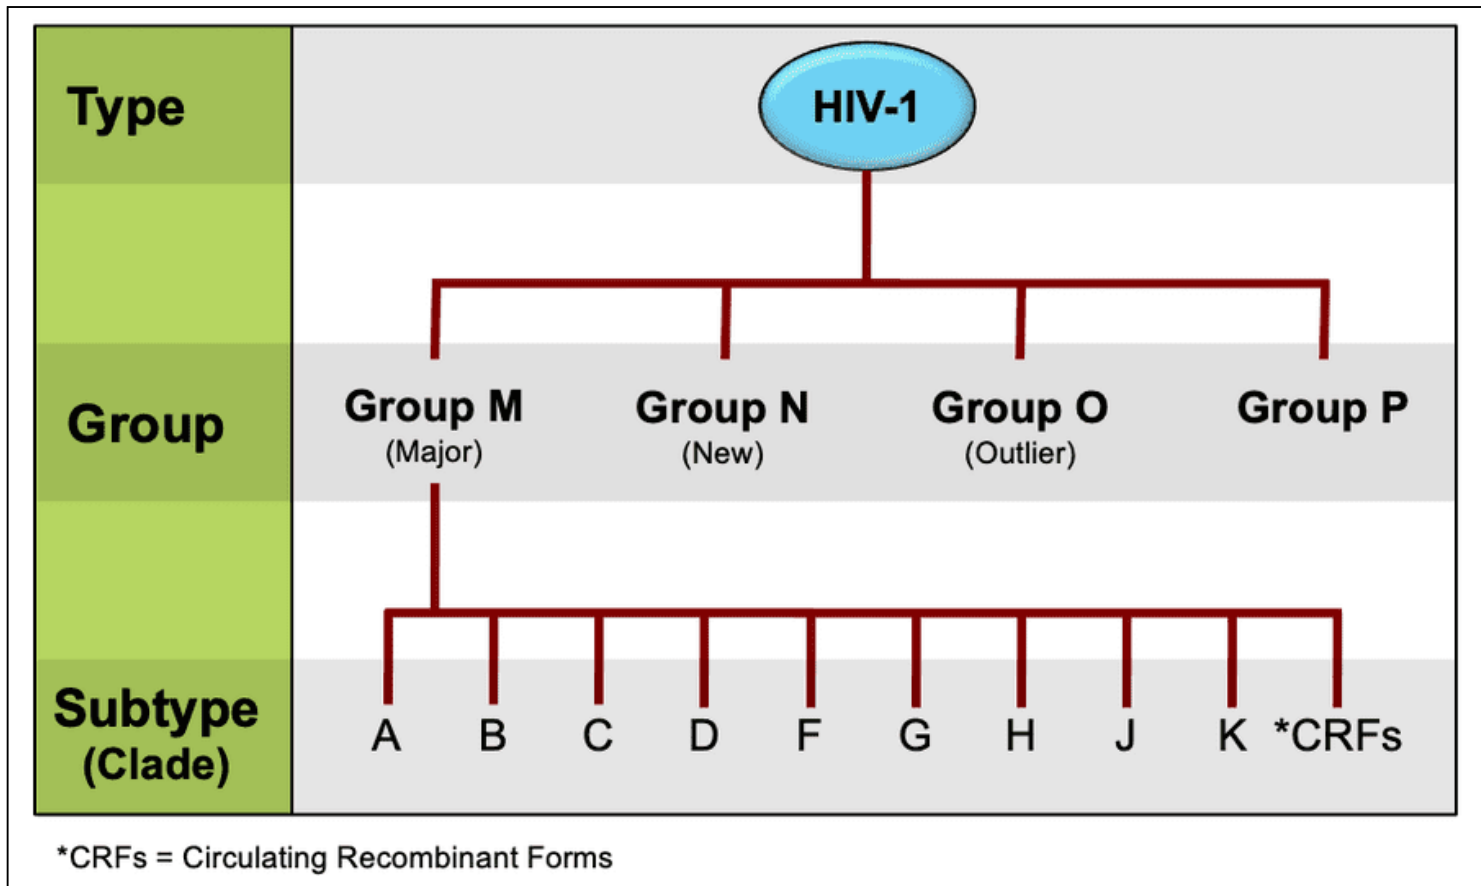 Type
HIV-1
Group
Group M
(Major)
Group N
(New)
Group O
(Outlier)
Group P
Subtype
(Clade)
A B C D F G H J K *CRFs
*CRFs = Circulating Recombinant Forms